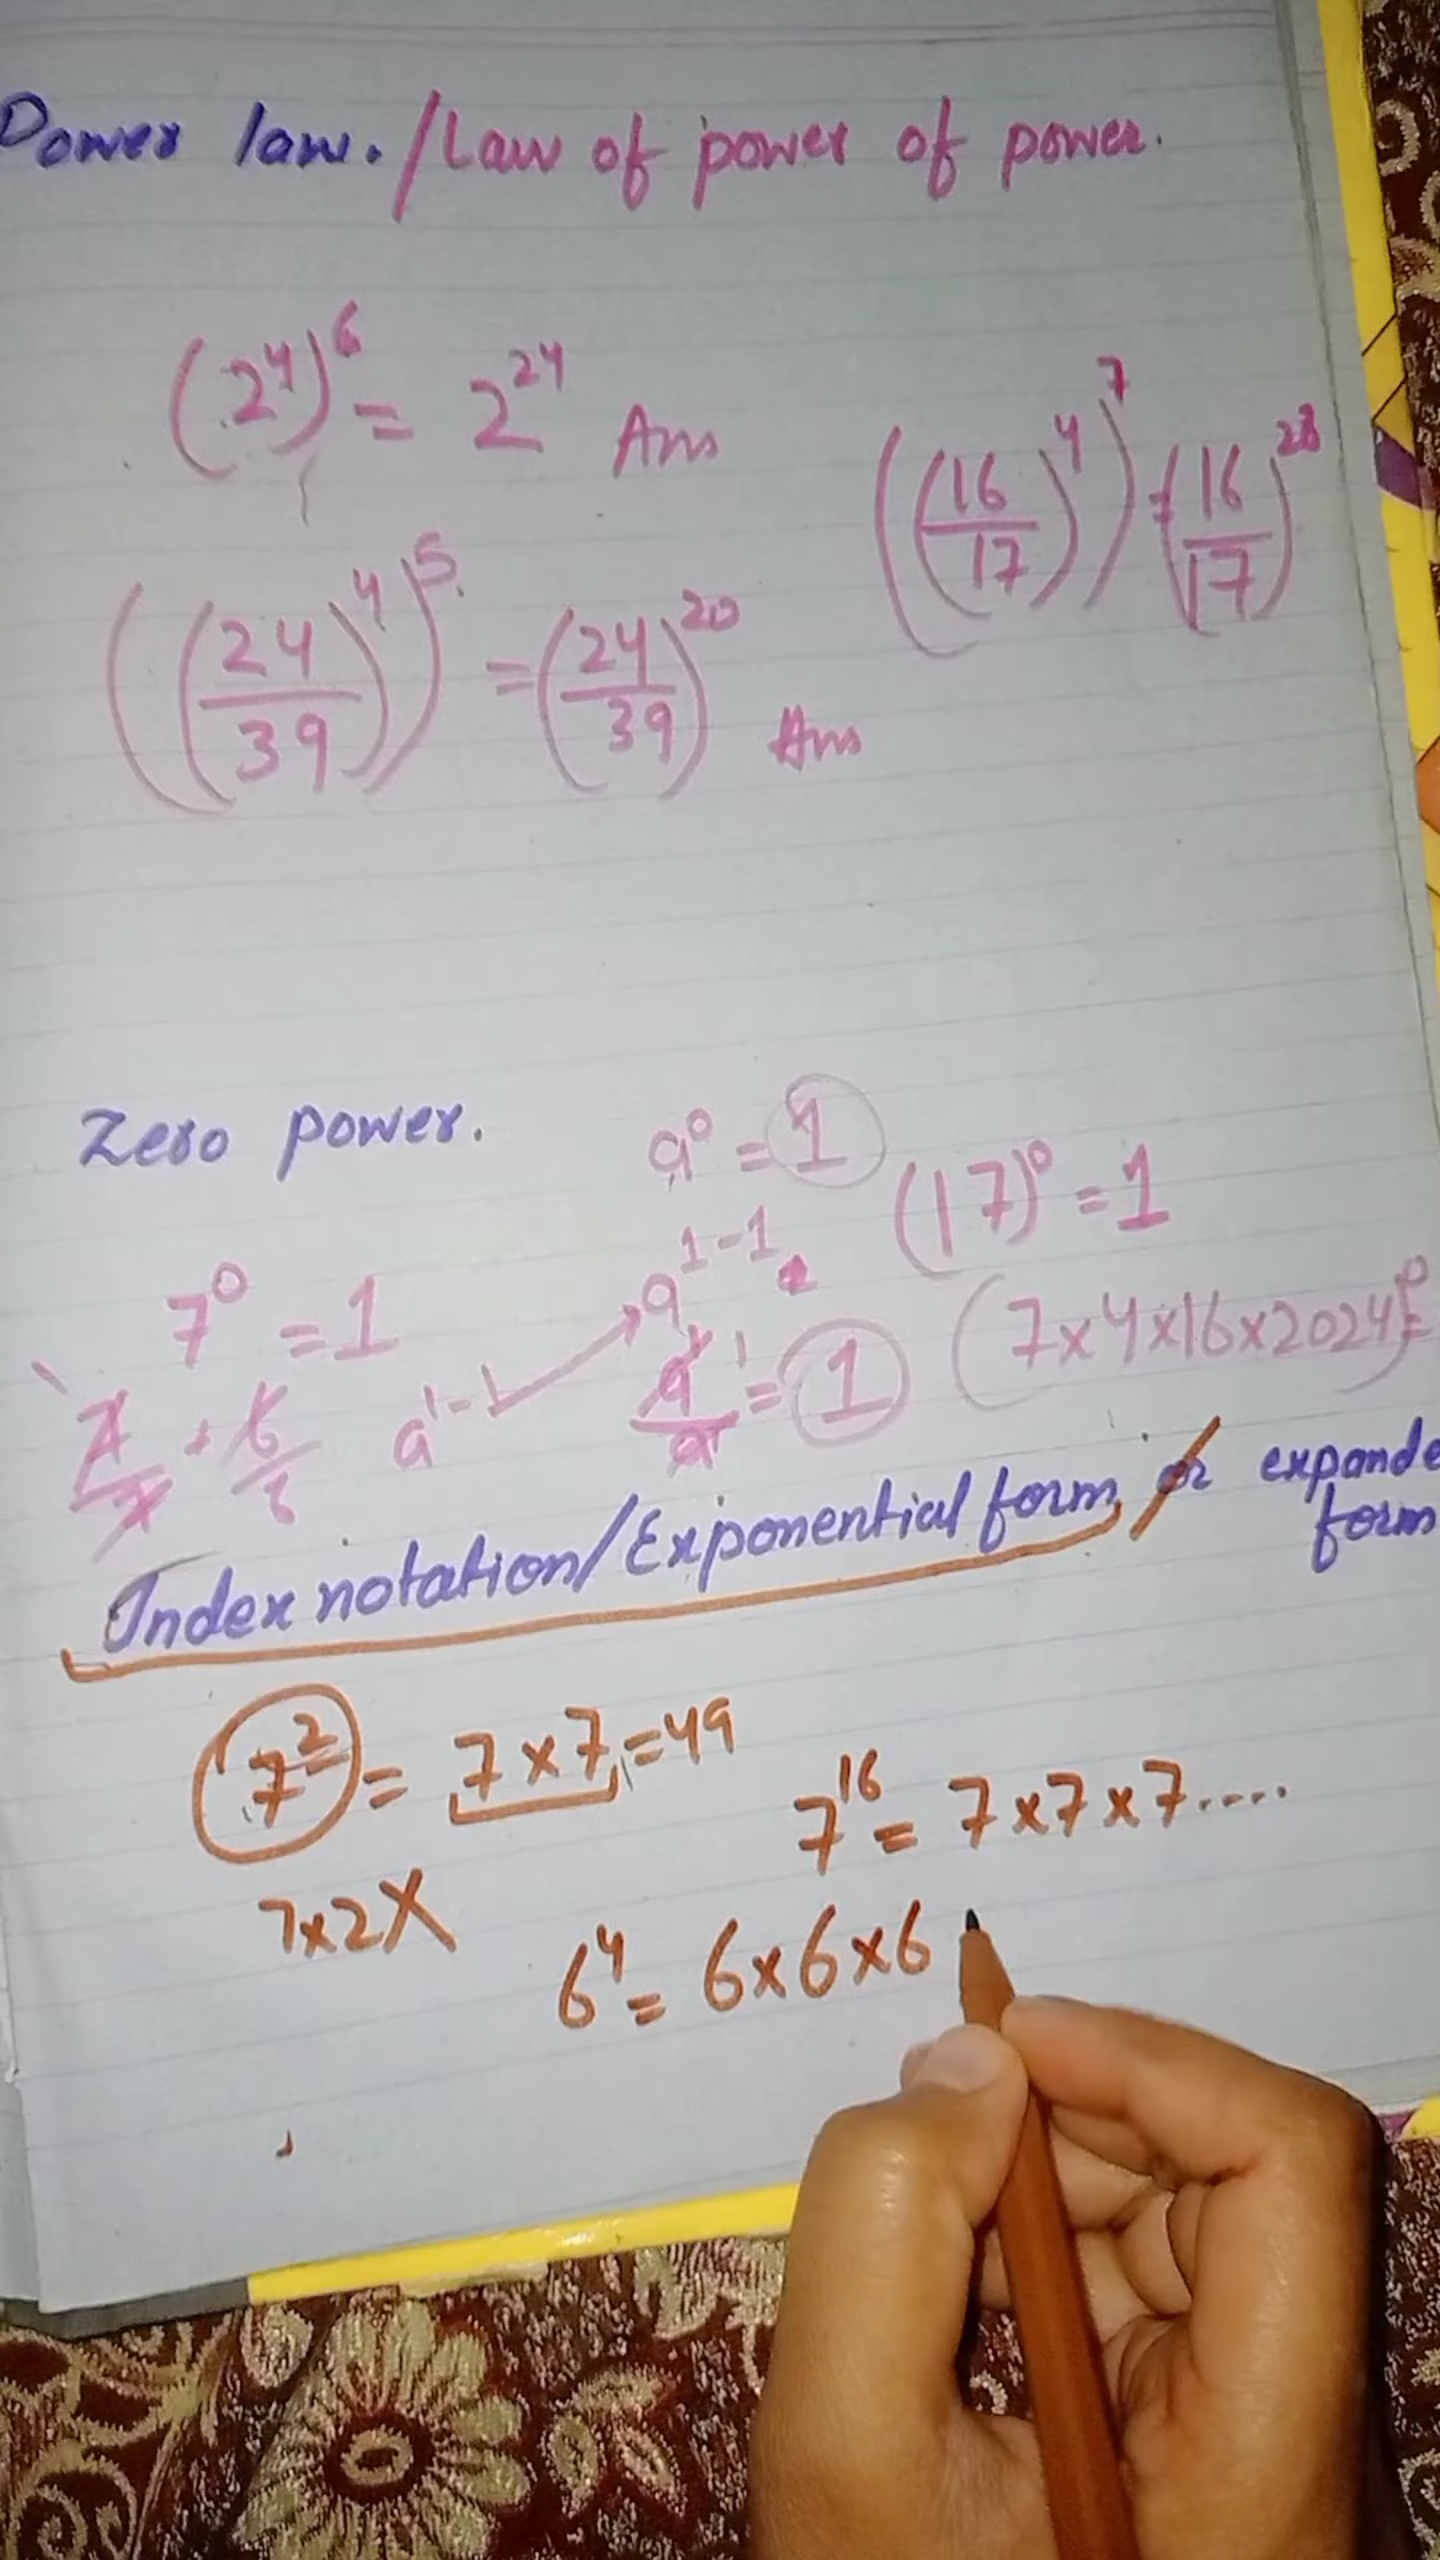 Power law. / Law of power of power.
(2^4)^6 = 2^24 Ans
((16/17)^4)^7 = (16/17)^28
((24/39)^4)^5 = (24/39)^20 Ans
Zero power. a^0 = 1
(17)^0 = 1
a^1-1
7^0 = 1
(7×4×16×2024)^0 =
a^1-1
a^1/a^1 = 1
Index notation/Exponential form / or expande
form
7^2 = 7×7 = 49
7^16 = 7×7×7....
7×2 X
6^4 = 6×6×6